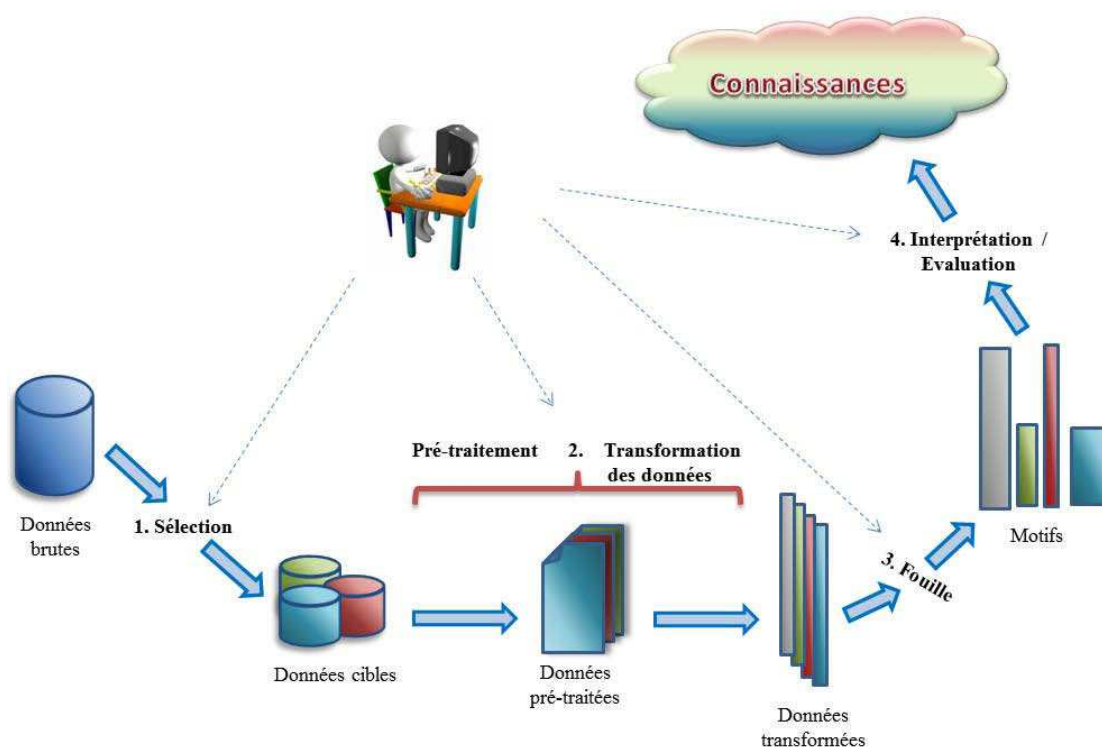 Connaissances
4. Interprétation /
Evaluation
Pré-traitement 2. Transformation
des données
Données
brutes
1. Sélection
Données cibles
Données
pré-traitées
Données
transformées
3. Fouille
Motifs